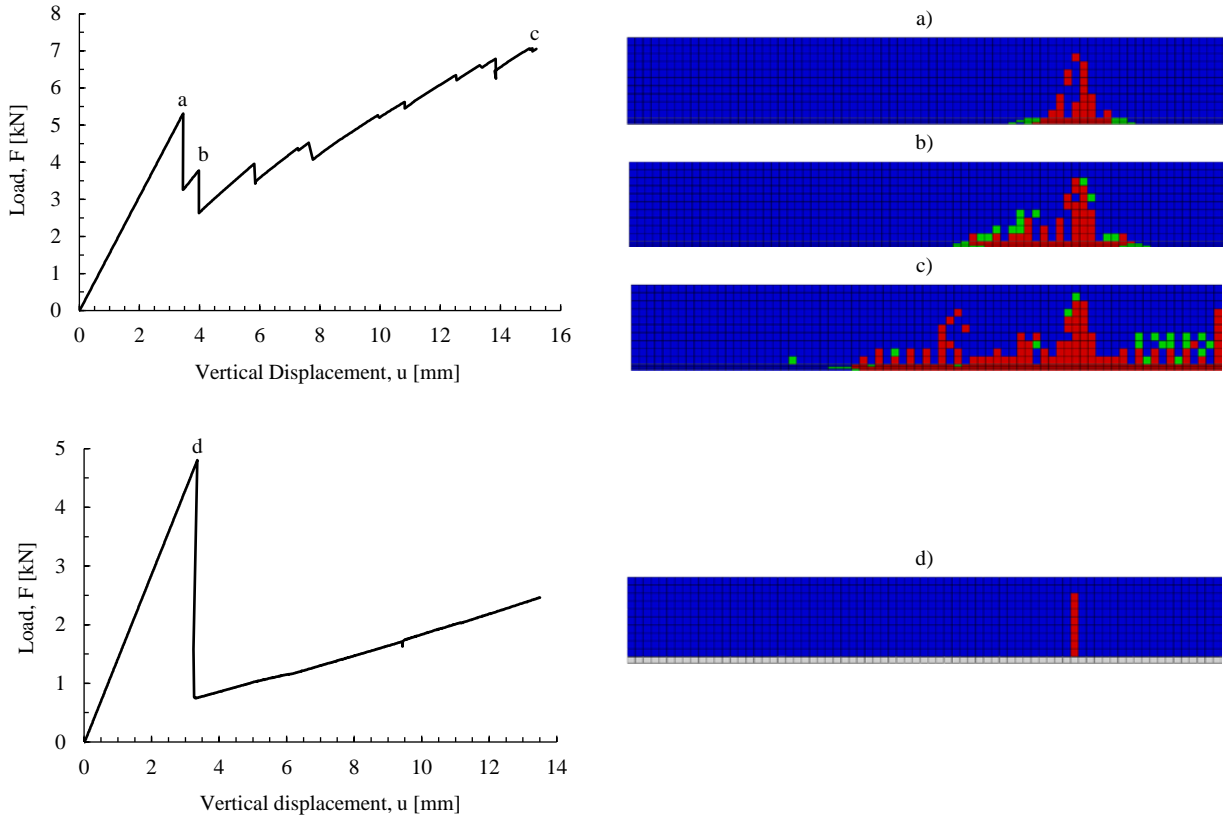 8
7
6
5
4
3
2
1
0
Load, F [kN]
a
b
c
0 2 4 6 8 10 12 14 16
Vertical Displacement, u [mm]
a)
b)
c)
5
4
3
2
1
0
Load, F [kN]
d
0 2 4 6 8 10 12 14
Vertical displacement, u [mm]
d)